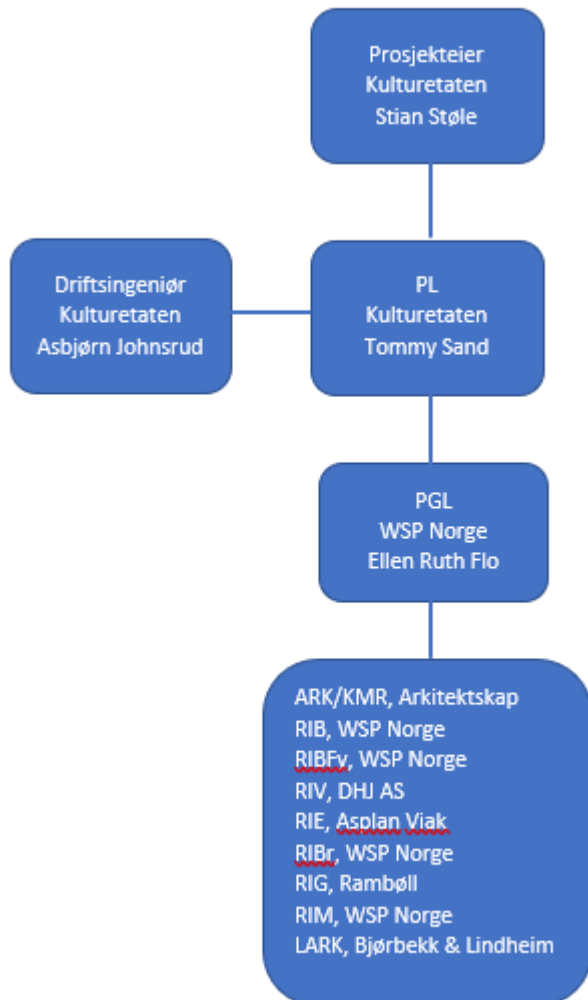 Prosjekteier
Kulturetaten
Stian Støle
Driftsingeniør
Kulturetaten
Asbjørn Johnsrud
PL
Kulturetaten
Tommy Sand
PGL
WSP Norge
Ellen Ruth Flo
ARK/KMR, Arkitektskap
RIB, WSP Norge
RIBFy, WSP Norge
RIV, DHJ AS
RIE, Asplan Viak
RIBr, WSP Norge
RIG, Rambøll
RIM, WSP Norge
LARK, Bjørbekk & Lindheim